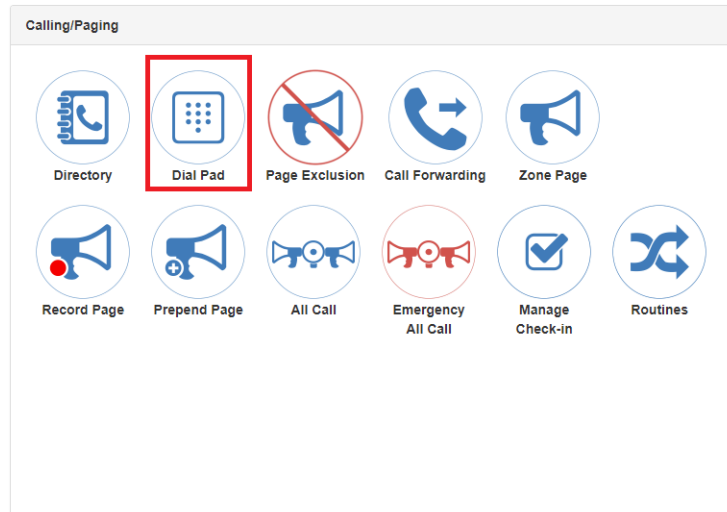 Calling/Paging
Directory
Dial Pad
Page Exclusion
Call Forwarding
Zone Page
Record Page
Prepend Page
All Call
Emergency
All Call
Manage
Check-in
Routines